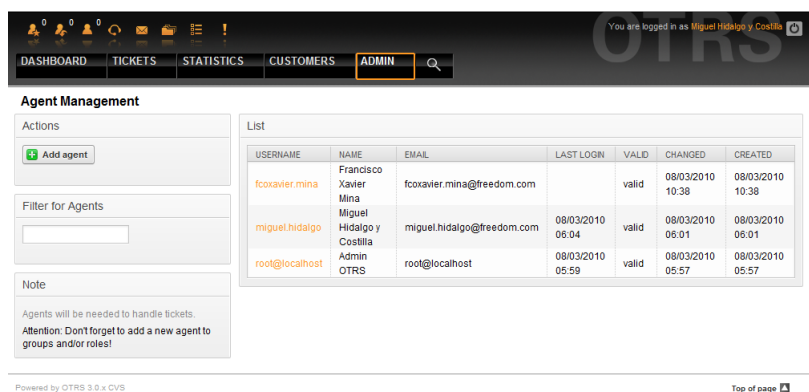 0 0 0
OTRS
You are logged in as Miguel Hidalgo y Costilla
DASHBOARD TICKETS STATISTICS CUSTOMERS ADMIN
Agent Management
Actions
Add agent
Filter for Agents
Note
Agents will be needed to handle tickets.
Attention: Don't forget to add a new agent to
groups and/or roles!
List
USERNAME NAME EMAIL LAST LOGIN VALID CHANGED CREATED
fcoxavier.mina Francisco Xavier Mina fcoxavier.mina@freedom.com valid 08/03/2010 10:38 08/03/2010 10:38
miguel.hidalgo Miguel Hidalgo y Costilla miguel.hidalgo@freedom.com 08/03/2010 06:04 valid 08/03/2010 06:01 08/03/2010 06:01
root@localhost Admin OTRS root@localhost 08/03/2010 05:59 valid 08/03/2010 05:57 08/03/2010 05:57
Powered by OTRS 3.0.x CVS
Top of page